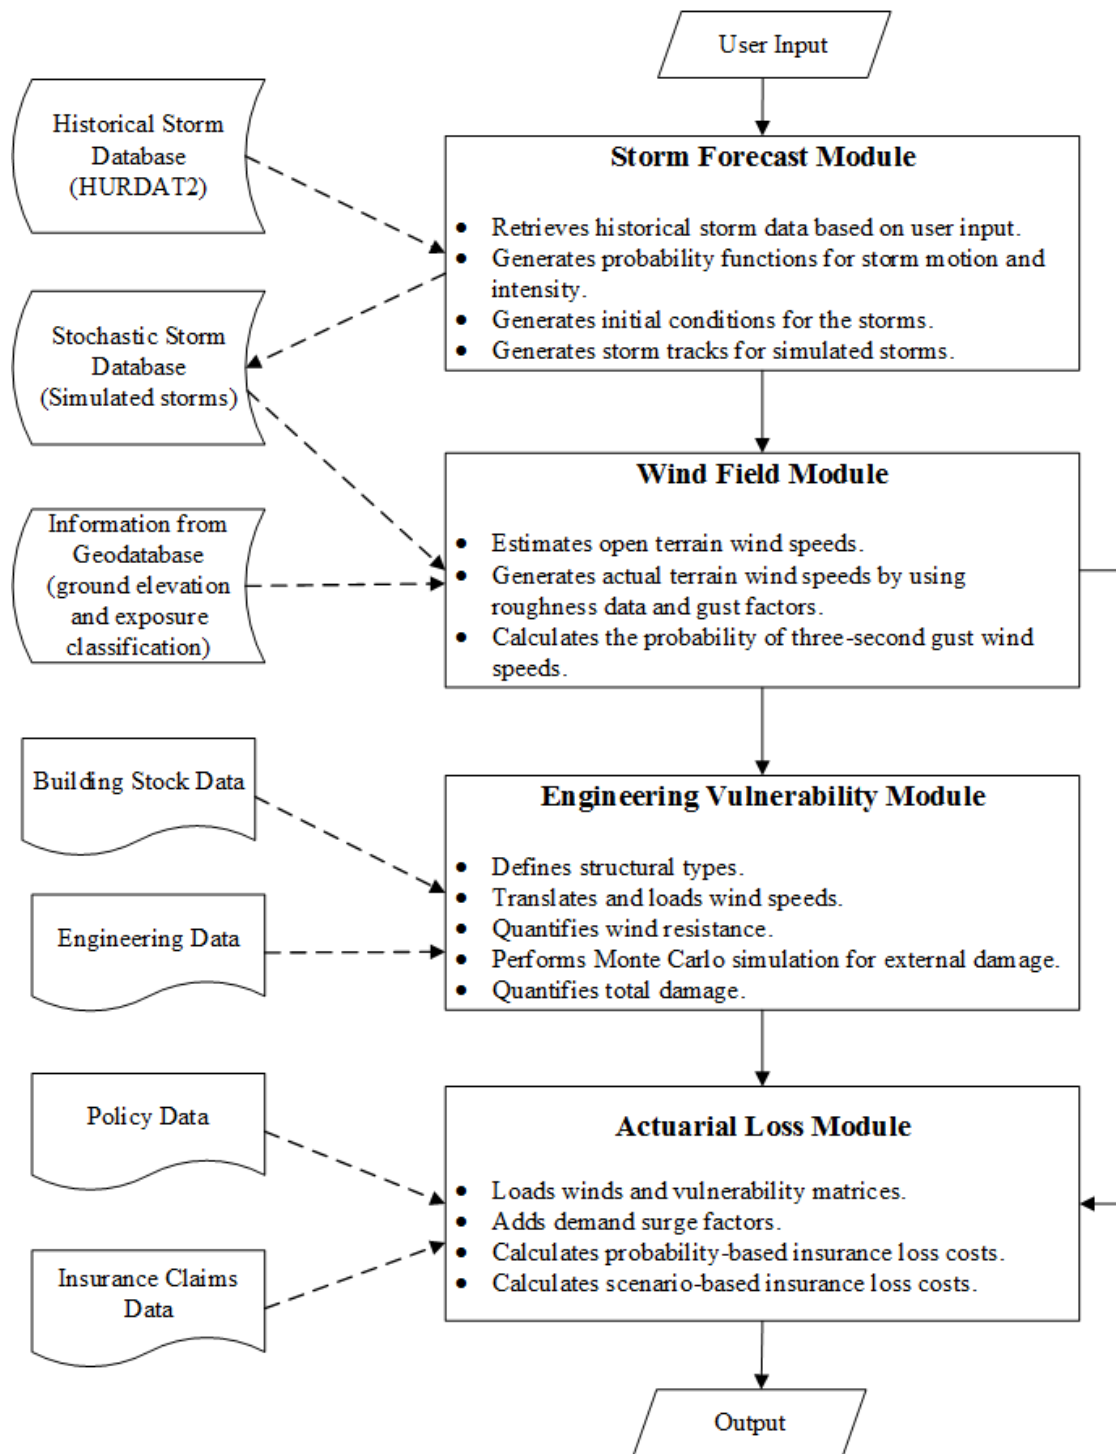 User Input
Historical Storm
Database
(HURDAT2)
Storm Forecast Module
• Retrieves historical storm data based on user input.
• Generates probability functions for storm motion and
intensity.
• Generates initial conditions for the storms.
• Generates storm tracks for simulated storms.
Stochastic Storm
Database
(Simulated storms)
Wind Field Module
• Estimates open terrain wind speeds.
• Generates actual terrain wind speeds by using
roughness data and gust factors.
• Calculates the probability of three-second gust wind
speeds.
Information from
Geodatabase
(ground elevation
and exposure
classification)
Building Stock Data
Engineering Vulnerability Module
• Defines structural types.
• Translates and loads wind speeds.
• Quantifies wind resistance.
• Performs Monte Carlo simulation for external damage.
• Quantifies total damage.
Engineering Data
Policy Data
Actuarial Loss Module
• Loads winds and vulnerability matrices.
• Adds demand surge factors.
• Calculates probability-based insurance loss costs.
• Calculates scenario-based insurance loss costs.
Insurance Claims
Data
Output